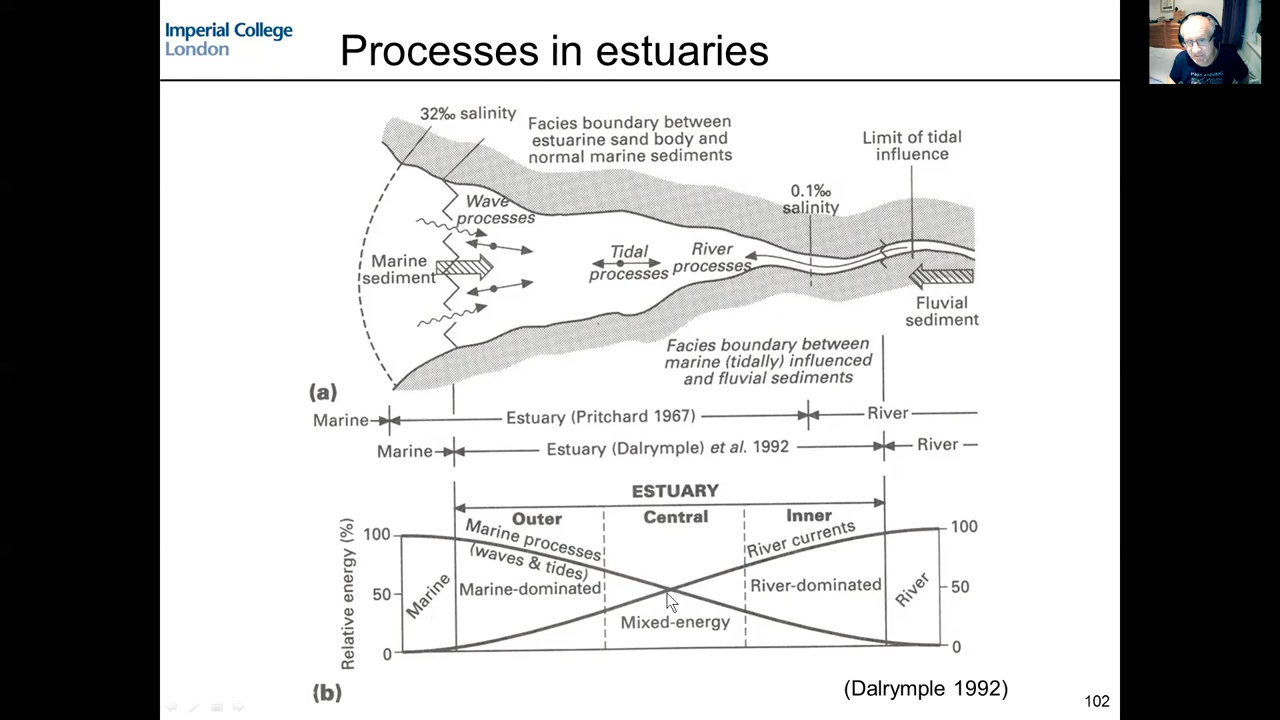 Imperial College
London
Processes in estuaries
32‰ salinity
Facies boundary between
estuarine sand body and
normal marine sediments
Limit of tidal
influence
0.1‰
salinity
Wave
processes
Marine
sediment
Tidal
processes
River
processes
Fluvial
sediment
Facies boundary between
marine (tidally) influenced
and fluvial sediments
(a)
Marine
Estuary (Pritchard 1967)
River
Marine
Estuary (Dalrymple) et al. 1992
River
ESTUARY
Outer
Central
Inner
Relative energy (%)
100
50
0
Marine
Marine processes
(waves & tides)
Marine-dominated
Mixed-energy
River currents
River-dominated
River
100
50
0
(b)
(Dalrymple 1992)
102